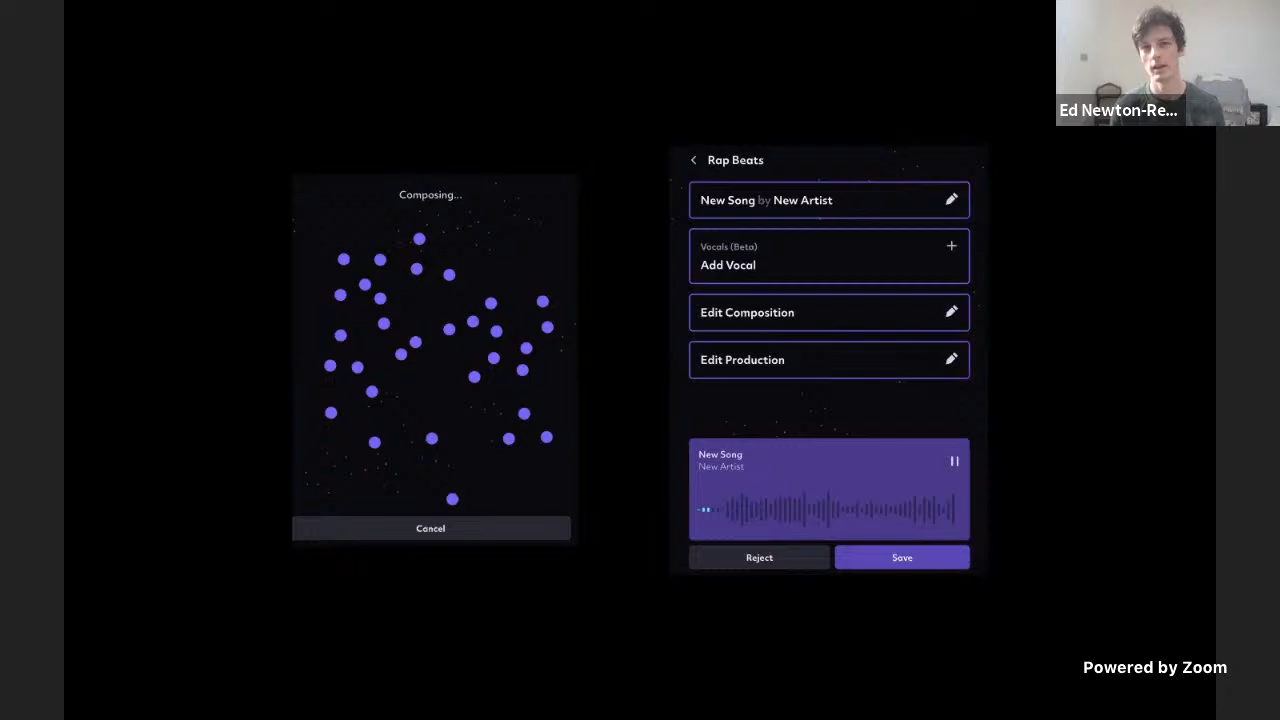 Ed Newton-Re...
Composing...
Cancel
Rap Beats
New Song by New Artist
Vocals (Beta)
Add Vocal
Edit Composition
Edit Production
New Song
New Artist
Reject
Save
Powered by Zoom